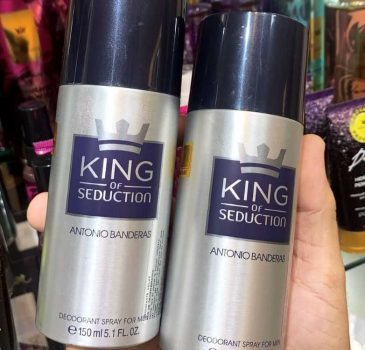 KING
OF
SEDUCTION
ANTONIO BANDERAS
DEODORANT SPRAY FOR MEN
℮ 150 ml 5.1 FL. OZ.
KING
OF
SEDUCTION
ANTONIO BANDERAS
DEODORANT SPRAY FOR MEN